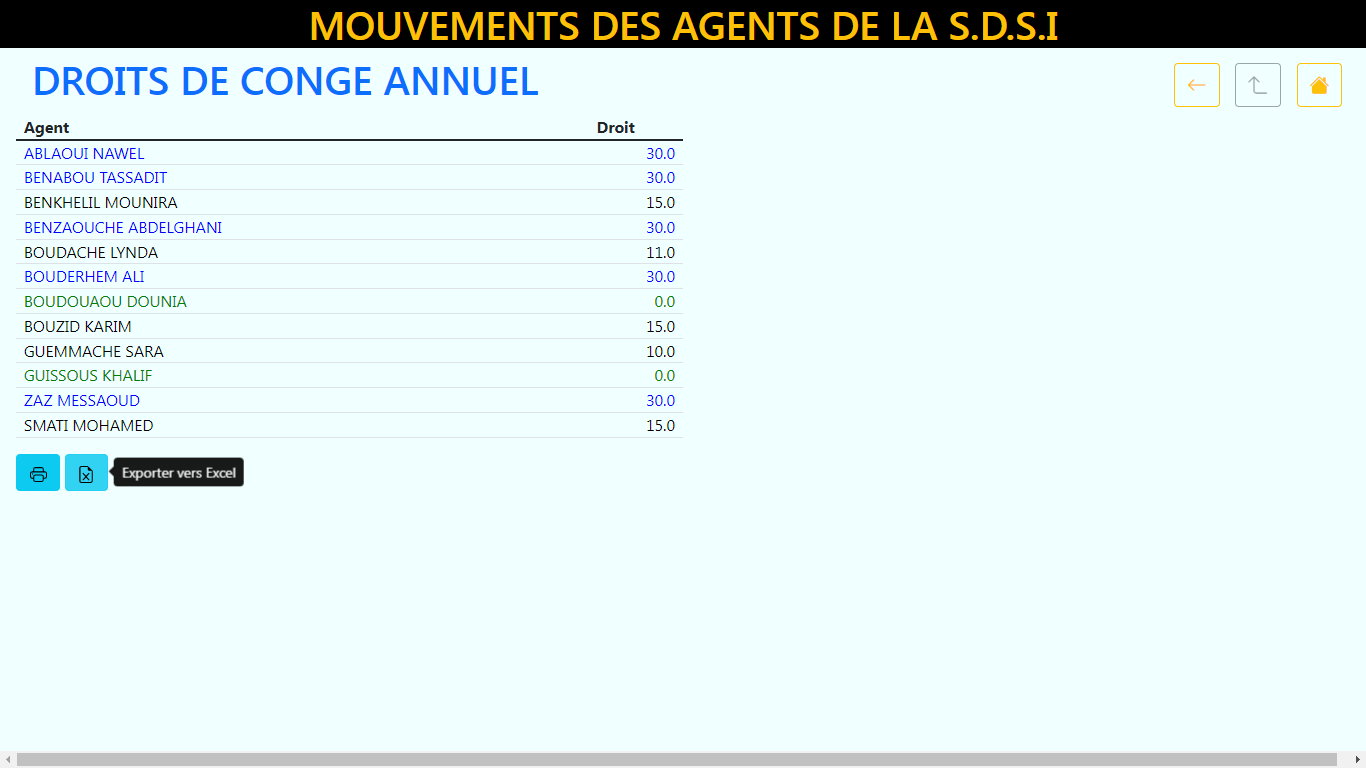 MOUVEMENTS DES AGENTS DE LA S.D.S.I
DROITS DE CONGE ANNUEL
Agent Droit
ABLAOUI NAWEL 30.0
BENABOU TASSADIT 30.0
BENKHELIL MOUNIRA 15.0
BENZAOUCHE ABDELGHANI 30.0
BOUDACHE LYNDA 11.0
BOUDERHEM ALI 30.0
BOUDOUAOU DOUNIA 0.0
BOUZID KARIM 15.0
GUEMMACHE SARA 10.0
GUISSOUS KHALIF 0.0
ZAZ MESSAOUD 30.0
SMATI MOHAMED 15.0
Exporter vers Excel